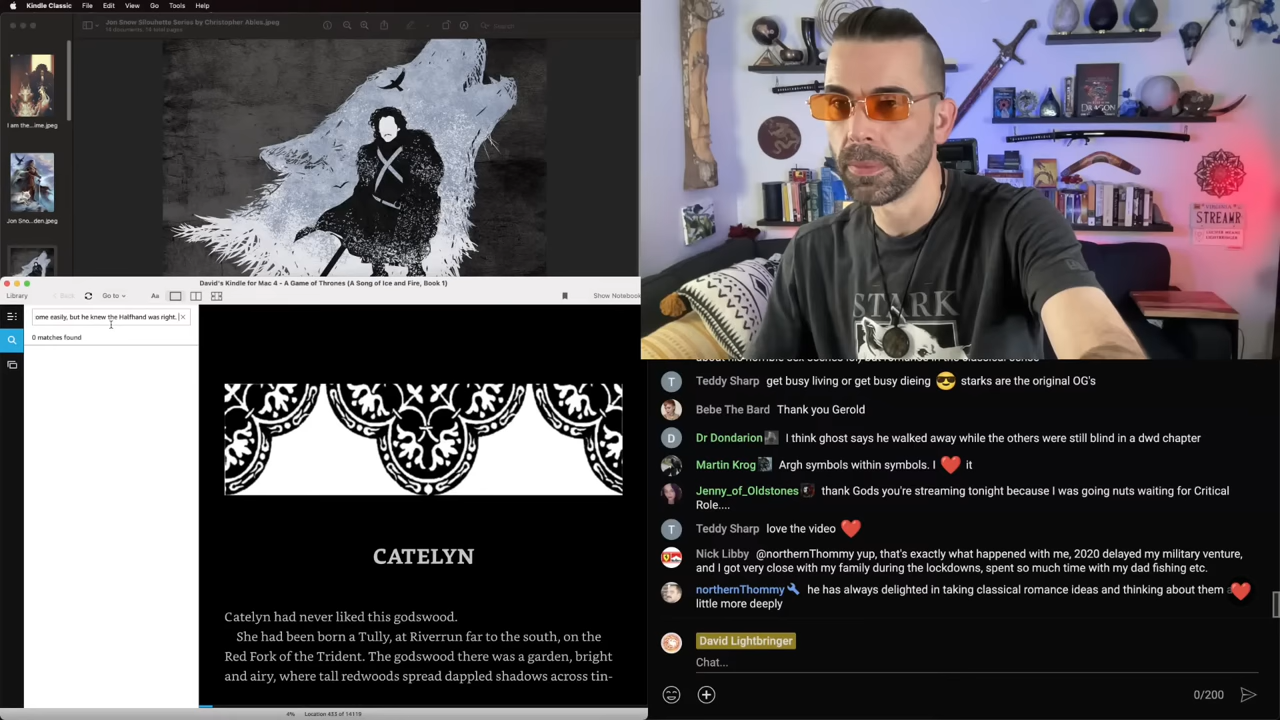 Kindle Classic File Edit View Go Tools Help
Jon Snow Silouhette Series by Christopher Abies.jpeg
Search
I am the...ime.jpeg
Jon Sno...den.jpeg
David's Kindle for Mac 4 - A Game of Thrones (A Song of Ice and Fire, Book 1)
Library Back Go to Aa Show Notebook
ome easily, but he knew the Halfhand was right.
0 matches found
CATELYN
Catelyn had never liked this godswood.
She had been born a Tully, at Riverrun far to the south, on the
Red Fork of the Trident. The godswood there was a garden, bright
and airy, where tall redwoods spread dappled shadows across tin-
4% Location 433 of 14119
DRAGON
STREAMR
STARK
Teddy Sharp get busy living or get busy dieing 😎 starks are the original OG's
Bebe The Bard Thank you Gerold
Dr Dondarion I think ghost says he walked away while the others were still blind in a dwd chapter
Martin Krog Argh symbols within symbols. I ❤️ it
Jenny_of_Oldstones thank Gods you're streaming tonight because I was going nuts waiting for Critical
Role....
Teddy Sharp love the video ❤️
Nick Libby @northernThommy yup, that's exactly what happened with me, 2020 delayed my military venture,
and I got very close with my family during the lockdowns, spent so much time with my dad fishing etc.
northernThommy he has always delighted in taking classical romance ideas and thinking about them a
little more deeply
David Lightbringer
Chat...
0/200